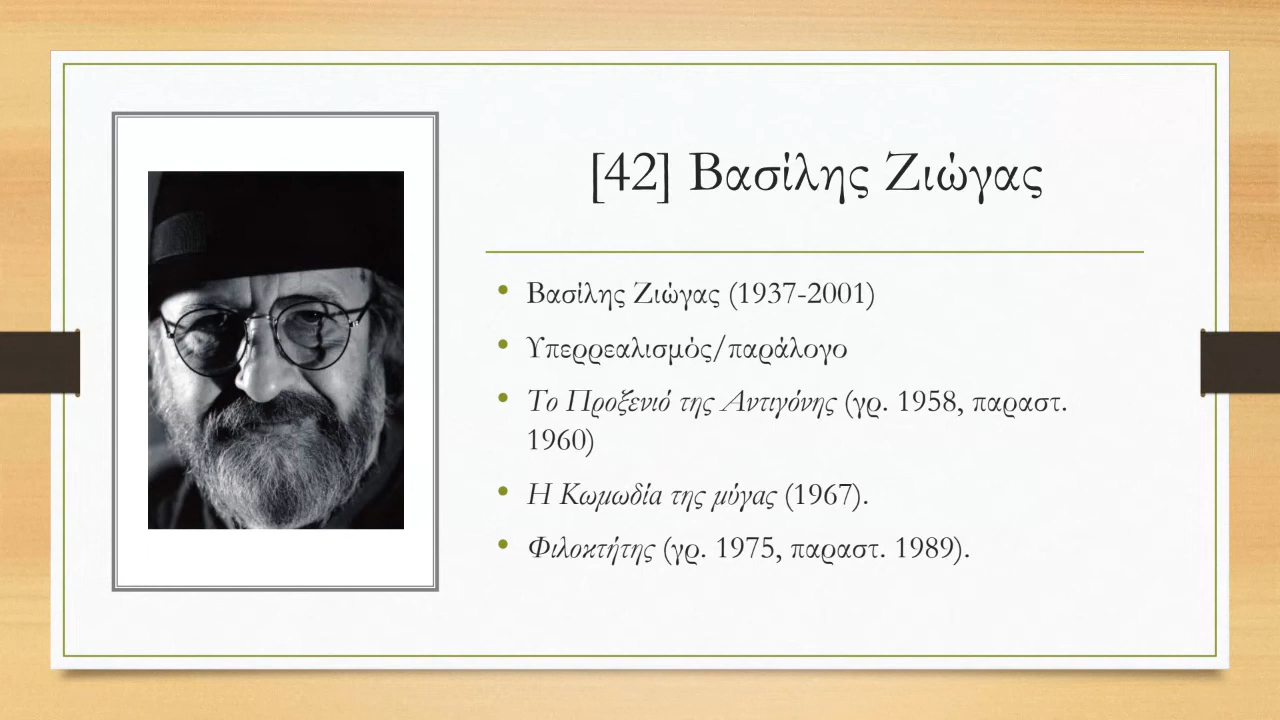 [42] Βασίλης Ζιώγας
• Βασίλης Ζιώγας (1937-2001)
• Υπερρεαλισμός/παράλογο
• Το Προξενιό της Αντιγόνης (γρ. 1958, παραστ.
1960)
• Η Κωμωδία της μύγας (1967).
• Φιλοκτήτης (γρ. 1975, παραστ. 1989).